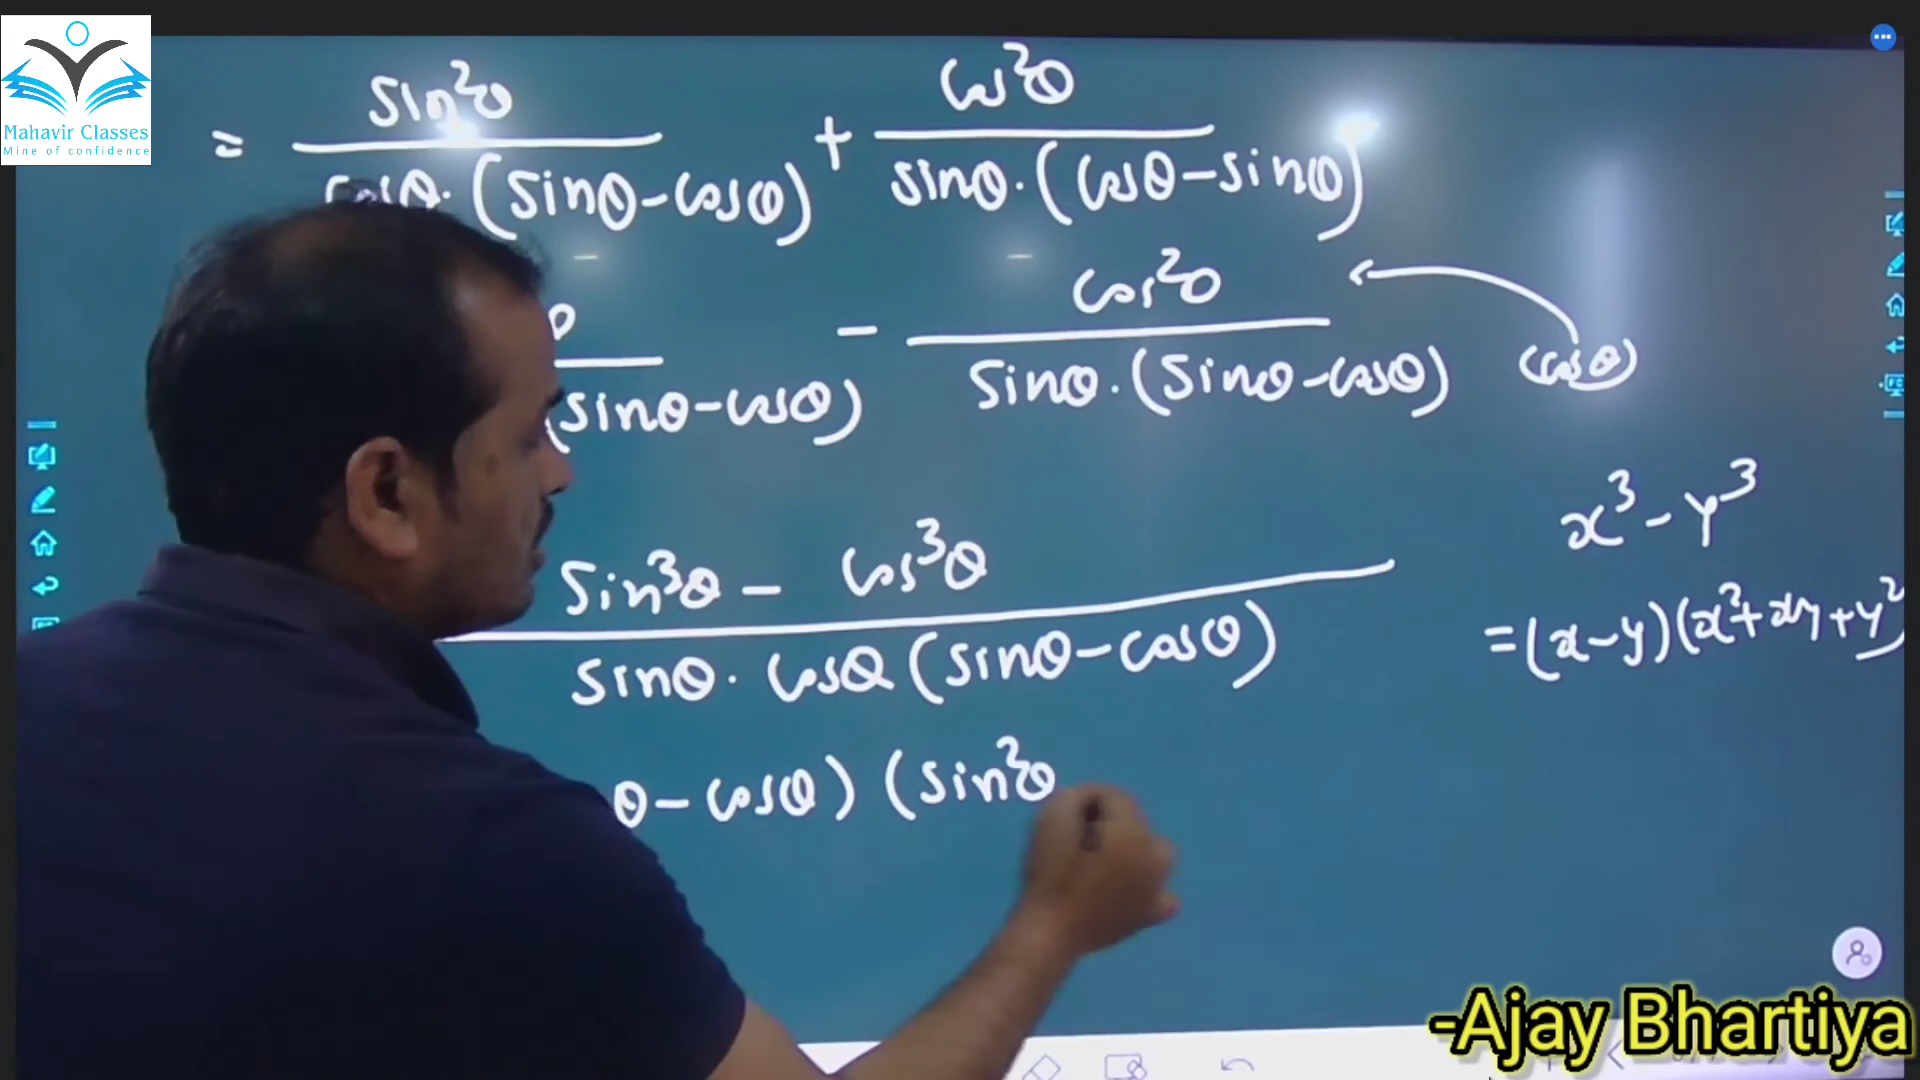 Mahavir Classes
Mine of confidence
= sin²θ / cosθ·(sinθ-cosθ) + cos²θ / sinθ·(cosθ-sinθ)
(sinθ-cosθ) - cos²θ / sinθ·(sinθ-cosθ) (cosθ)
x³-y³
sin³θ - cos³θ / sinθ·cosθ(sinθ-cosθ)
=(x-y)(x²+xy+y²)
θ-cosθ)(sin²θ
-Ajay Bhartiya